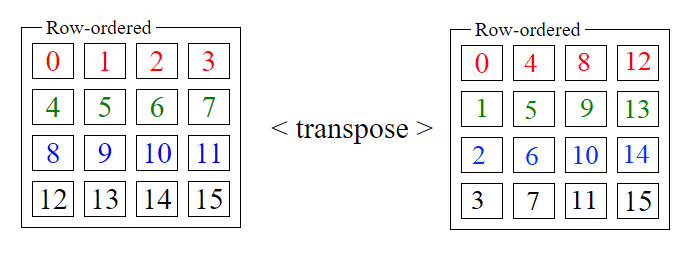 Row-ordered
0 1 2 3
4 5 6 7
8 9 10 11
12 13 14 15
< transpose >
Row-ordered
0 4 8 12
1 5 9 13
2 6 10 14
3 7 11 15